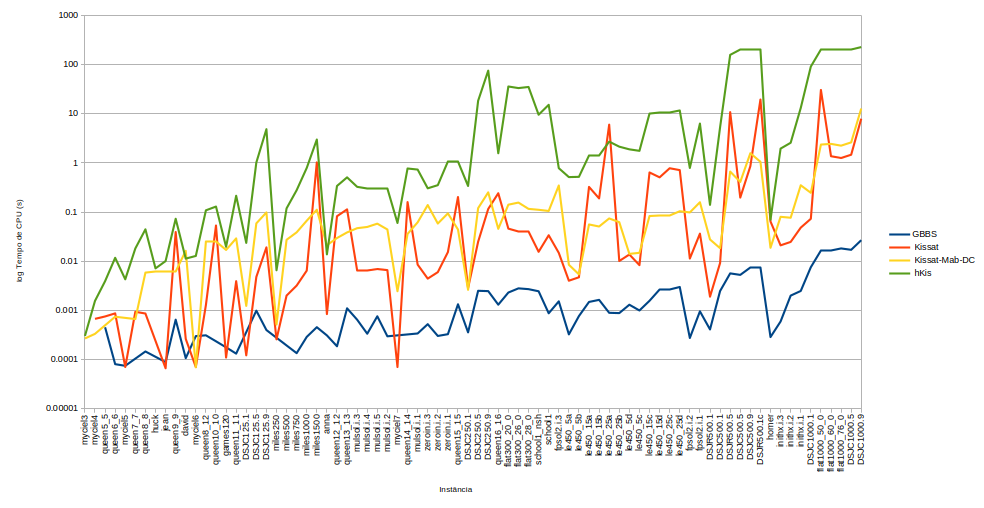 1000
100
10
1
0.1
0.01
0.001
0.0001
0.00001
log Tempo de CPU (s)
myciel3
myciel4
queen5_5
queen6_6
myciel5
queen7_7
queen8_8
huck
jean
queen9_9
david
myciel6
queen8_12
queen10_10
games120
queen11_11
DSJC125.1
DSJC125.5
DSJC125.9
miles250
miles500
miles750
miles1000
miles1500
anna
queen12_12
queen13_13
mulsol.i.3
mulsol.i.4
mulsol.i.5
mulsol.i.2
myciel7
queen14_14
mulsol.i.1
zeroin.i.3
zeroin.i.2
zeroin.i.1
queen15_15
DSJC250.1
DSJC250.5
DSJC250.9
queen16_16
flat300_20_0
flat300_26_0
flat300_28_0
school1_nsh
school1
fpsol2.i.3
le450_5a
le450_5b
le450_15a
le450_15b
le450_25a
le450_25b
le450_5d
le450_5c
le450_15c
le450_15d
le450_25c
le450_25d
fpsol2.i.2
fpsol2.i.1
DSJR500.1
DSJC500.1
DSJR500.5
DSJC500.5
DSJC500.9
DSJR500.1c
homer
inithx.i.3
inithx.i.2
inithx.i.1
DSJC1000.1
flat1000_50_0
flat1000_60_0
flat1000_76_0
DSJC1000.5
DSJC1000.9
Instância
GBBS
Kissat
Kissat-Mab-DC
hKis